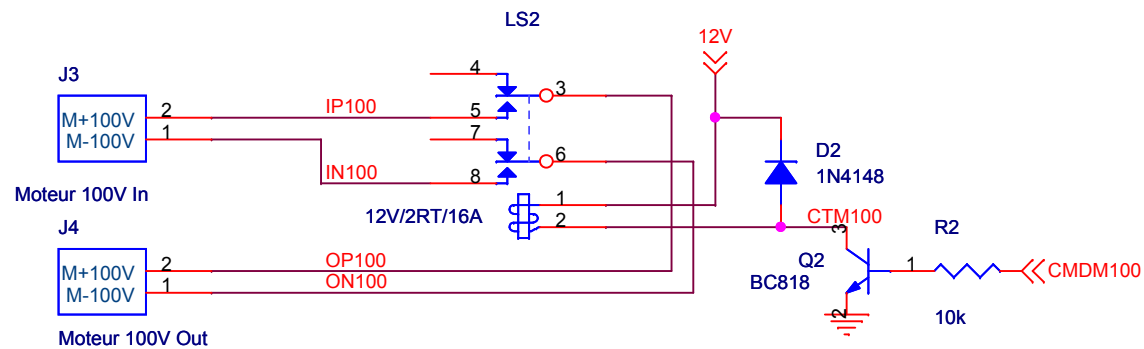 LS2
12V
J3
4
3
M+100V
2
IP100
5
M-100V
1
7
D2
1N4148
6
IN100
8
Moteur 100V In
1
12V/2RT/16A
2
CTM100
J4
3
R2
M+100V
2
OP100
Q2
1
CMDM100
M-100V
1
ON100
BC818
2
10k
Moteur 100V Out